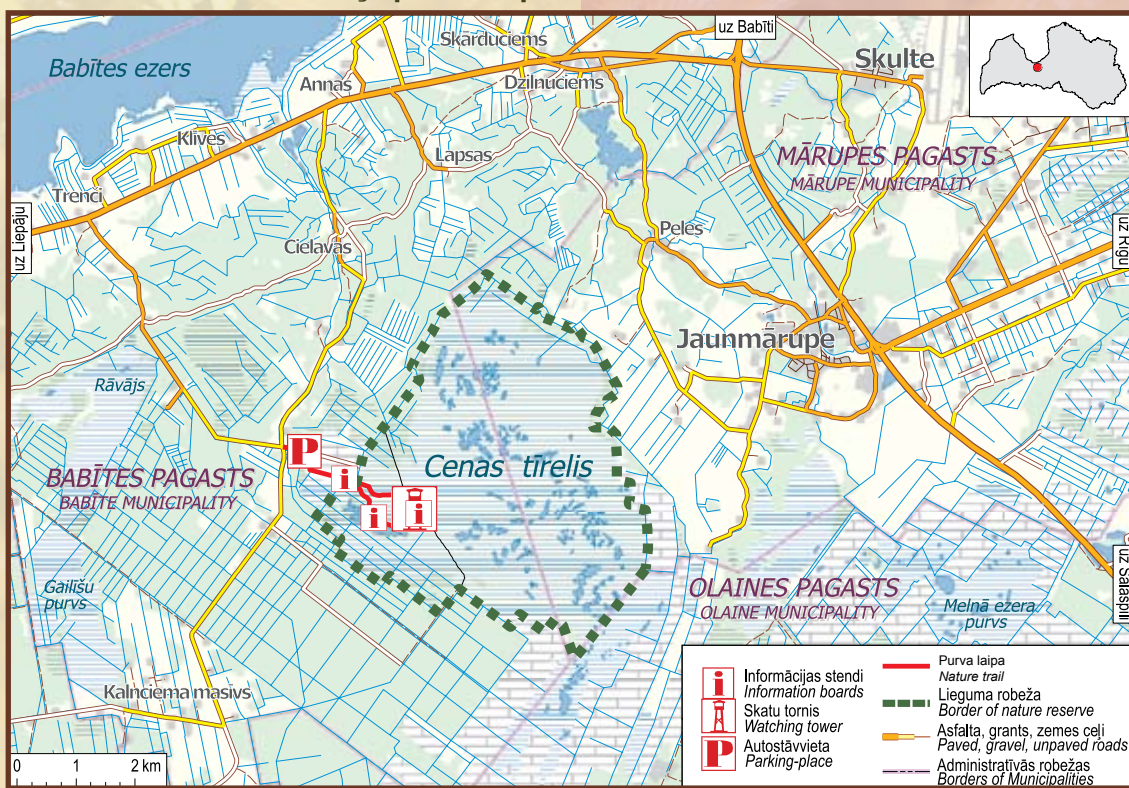 uz Babīti
Skārduciems
Skulte
Babītes ezers
Annas
Dzilnuciems
Klīves
Lapsas
MĀRUPES PAGASTS
MĀRUPE MUNICIPALITY
Trenči
uz Liepāju
Cielavas
Peles
uz Rīgu
Jaunmārupe
Rāvājs
P
Cenas tīrelis
BABĪTES PAGASTS
BABĪTE MUNICIPALITY
i
i
i
Gailīšu
purvs
OLAINES PAGASTS
OLAINE MUNICIPALITY
Melnā ezera
purvs
uz Salaspili
Kalnciema masīvs
0 1 2 km
i
Informācijas stendi
Information boards
Skatu tornis
Watching tower
P
Autostāvvieta
Parking-place
Purva laipa
Nature trail
Lieguma robeža
Border of nature reserve
Asfalta, grants, zemes ceļi
Paved, gravel, unpaved roads
Administratīvās robežas
Borders of Municipalities